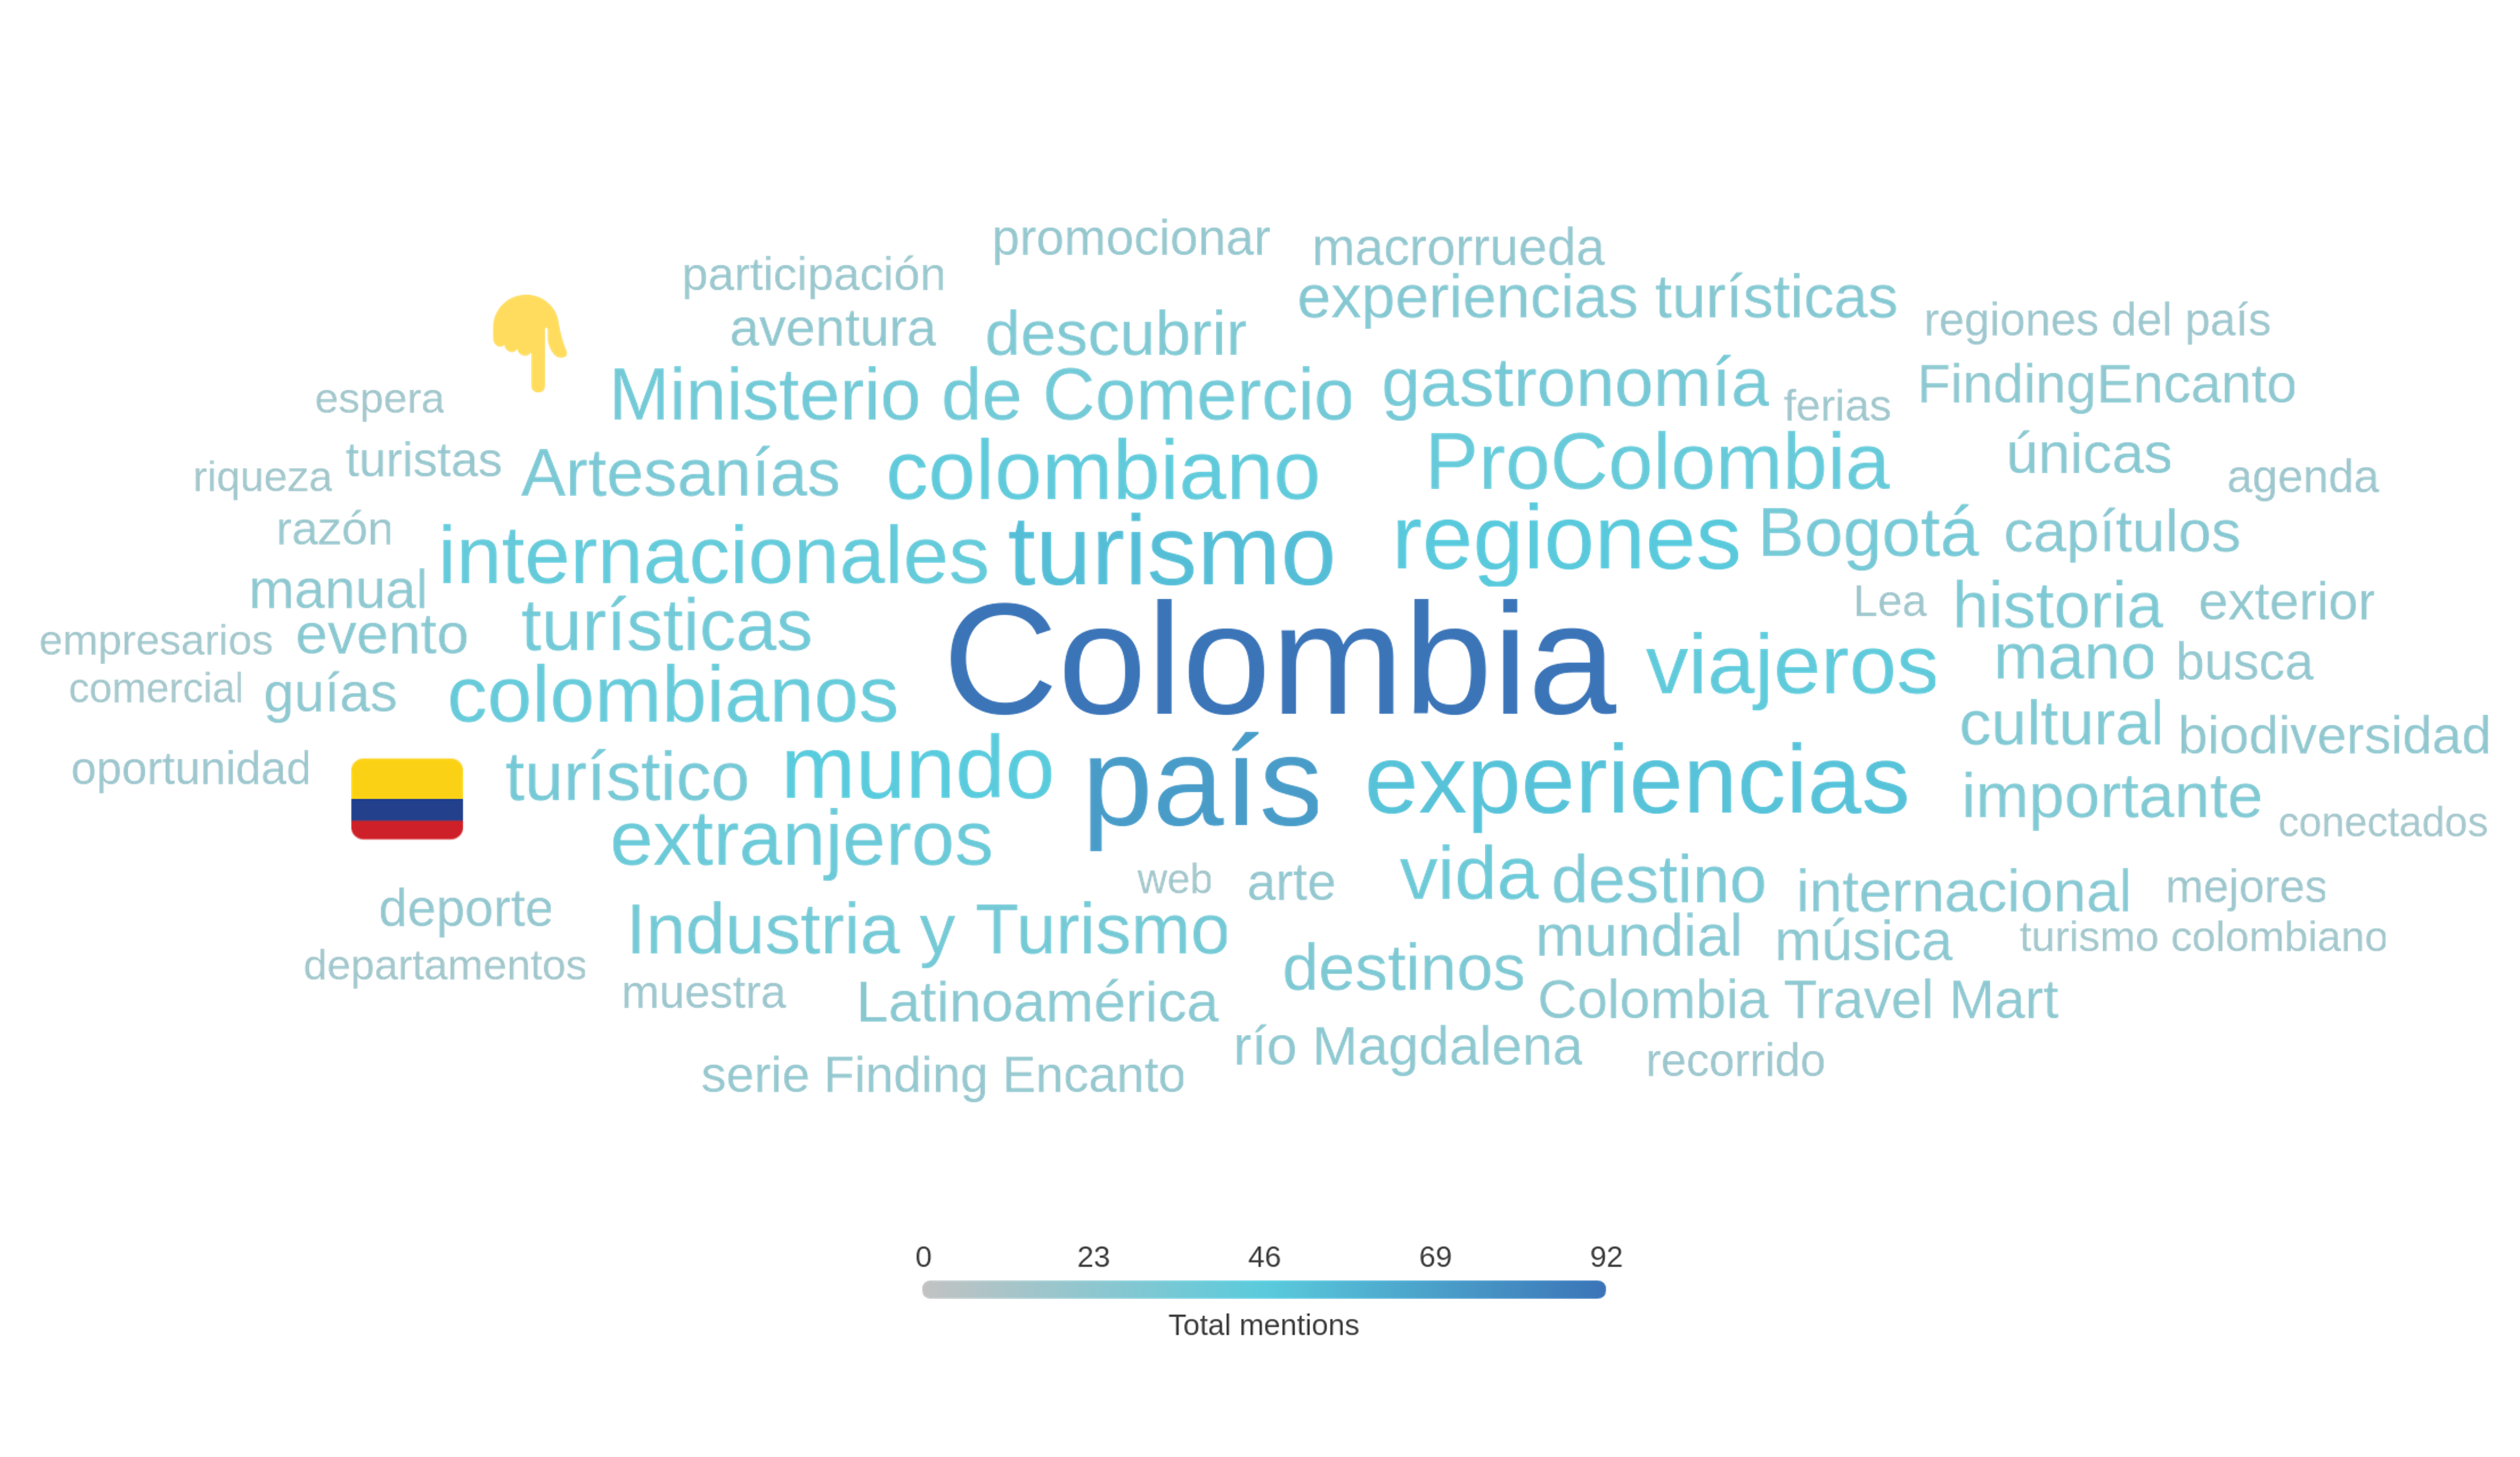 promocionar
macrorrueda
participación
experiencias turísticas
aventura
descubrir
regiones del país
espera
Ministerio de Comercio
gastronomía
ferias
FindingEncanto
riqueza
turistas
Artesanías
colombiano
ProColombia
únicas
agenda
razón
internacionales
turismo
regiones
Bogotá
capítulos
manual
turísticas
Lea
historia
exterior
empresarios
evento
Colombia
viajeros
mano
busca
comercial
guías
colombianos
cultural
biodiversidad
oportunidad
turístico
mundo
país
experiencias
importante
conectados
extranjeros
web
arte
vida
destino
internacional
mejores
deporte
Industria y Turismo
mundial
música
turismo colombiano
departamentos
muestra
Latinoamérica
destinos
Colombia Travel Mart
serie Finding Encanto
río Magdalena
recorrido
0 23 46 69 92
Total mentions